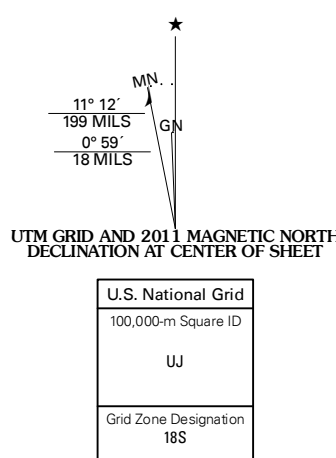 ★
MN
11° 12´
199 MILS
GN
0° 59´
18 MILS
UTM GRID AND 2011 MAGNETIC NORTH
DECLINATION AT CENTER OF SHEET
U.S. National Grid
100,000-m Square ID
UJ
Grid Zone Designation
18S